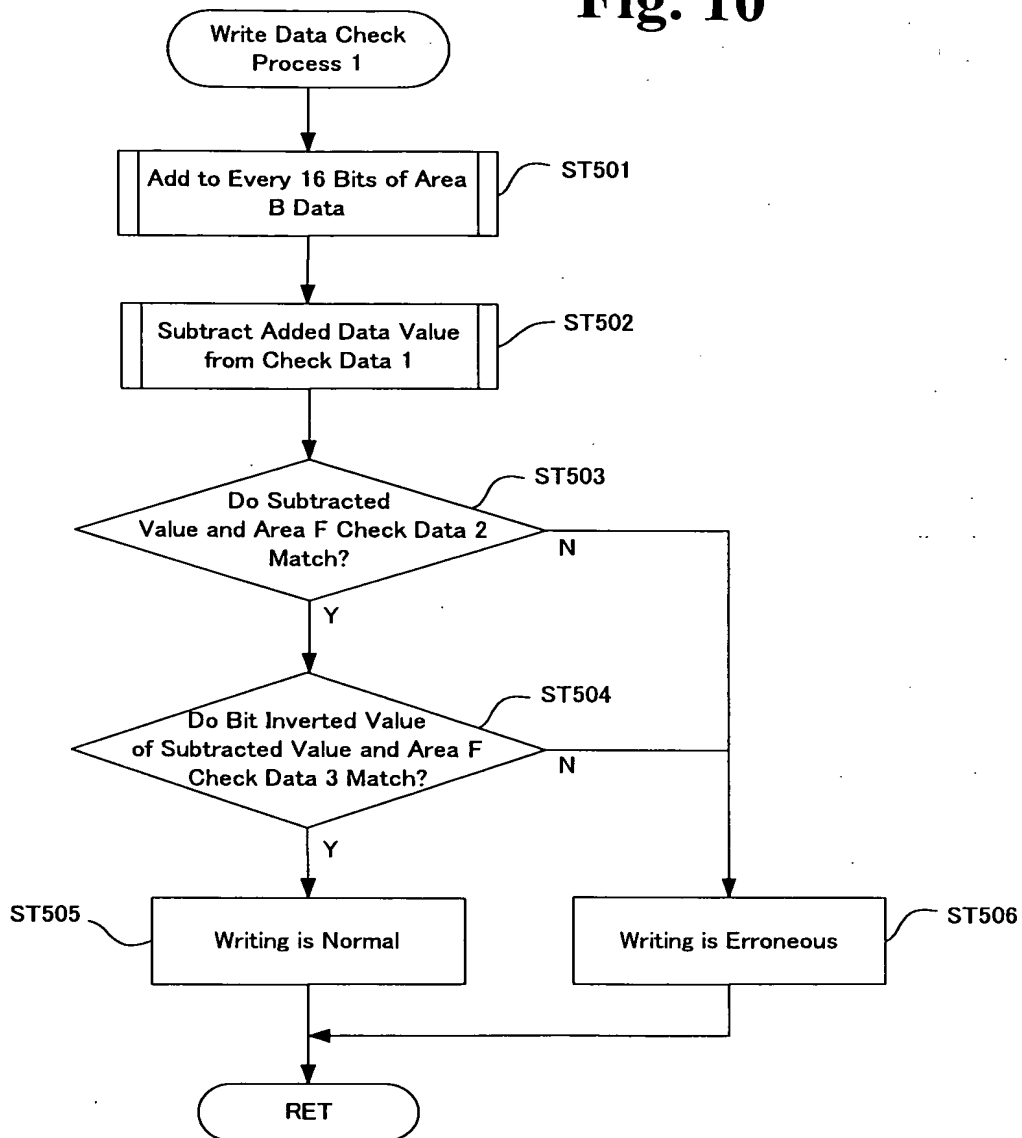 Fig. 10
Write Data Check
Process 1
Add to Every 16 Bits of Area
B Data
ST501
Subtract Added Data Value
from Check Data 1
ST502
Do Subtracted
Value and Area F Check Data 2
Match?
ST503
N
Y
Do Bit Inverted Value
of Subtracted Value and Area F
Check Data 3 Match?
ST504
N
Y
ST505
Writing is Normal
Writing is Erroneous
ST506
RET